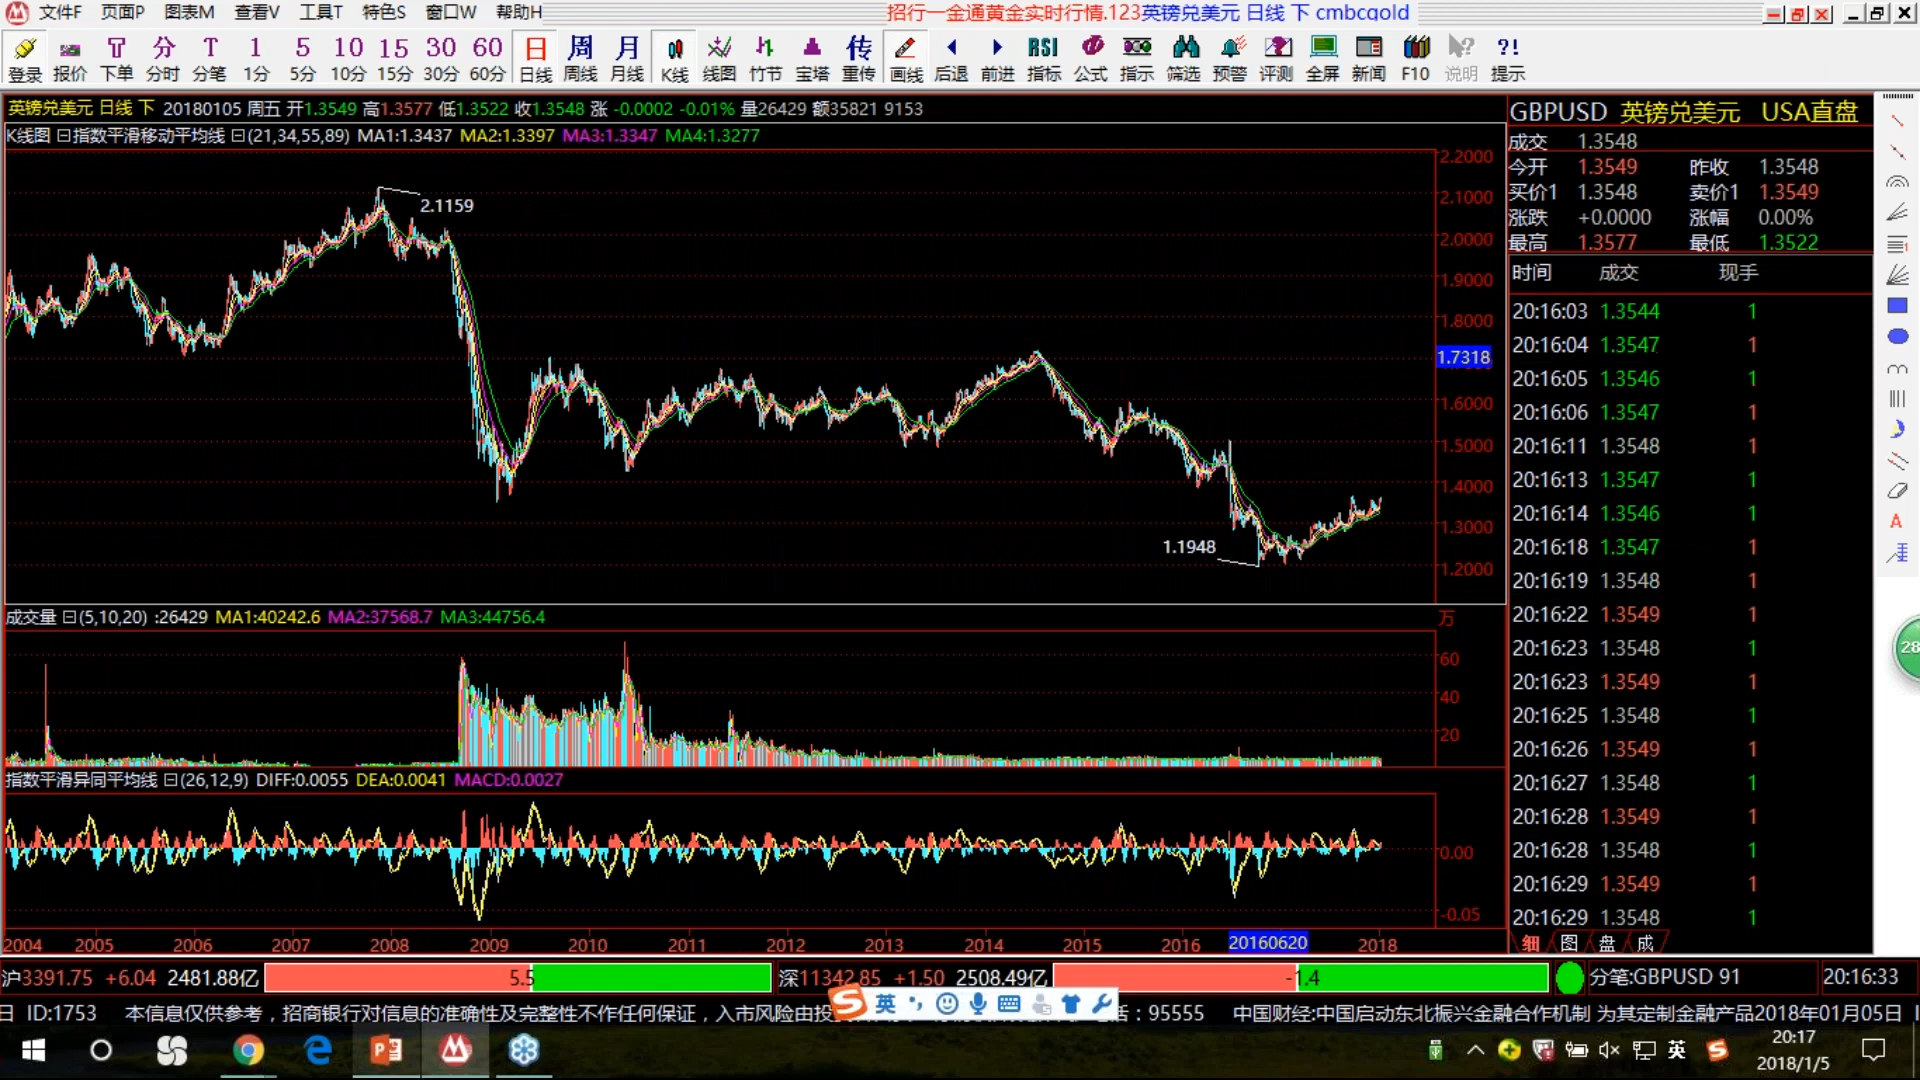 文件F 页面P 图表M 查看V 工具T 特色S 窗口W 帮助H 招行一金通黄金实时行情.123英镑兑美元 日线 下 cmbcgold
T 分 T 1 5 10 15 30 60 日 周 月 传 RSI ?!
登录 报价 下单 分时 分笔 1分 5分 10分 15分 30分 60分 日线 周线 月线 K线 线图 竹节 宝塔 重传 画线 后退 前进 指标 公式 指示 筛选 预警 评测 全屏 新闻 F10 说明 提示
英镑兑美元 日线 下 20180105 周五 开1.3549 高1.3577 低1.3522 收1.3548 涨 -0.0002 -0.01% 量26429 额35821 9153
K线图 指数平滑移动平均线 (21,34,55,89) MA1:1.3437 MA2:1.3397 MA3:1.3347 MA4:1.3277
2.2000
2.1000
2.1159
2.0000
1.9000
1.8000
1.7318
1.6000
1.5000
1.4000
1.3000
1.1948
1.2000
成交量 (5,10,20) :26429 MA1:40242.6 MA2:37568.7 MA3:44756.4
万
60
40
20
指数平滑异同平均线 (26,12,9) DIFF:0.0055 DEA:0.0041 MACD:0.0027
0.00
-0.05
2004 2005 2006 2007 2008 2009 2010 2011 2012 2013 2014 2015 2016 20160620 2018
GBPUSD 英镑兑美元 USA直盘
成交 1.3548
今开 1.3549 昨收 1.3548
买价1 1.3548 卖价1 1.3549
涨跌 +0.0000 涨幅 0.00%
最高 1.3577 最低 1.3522
时间 成交 现手
20:16:03 1.3544 1
20:16:04 1.3547 1
20:16:05 1.3546 1
20:16:06 1.3547 1
20:16:11 1.3548 1
20:16:13 1.3547 1
20:16:14 1.3546 1
20:16:18 1.3547 1
20:16:19 1.3548 1
20:16:22 1.3549 1
20:16:23 1.3548 1
20:16:23 1.3549 1
20:16:25 1.3548 1
20:16:26 1.3549 1
20:16:27 1.3548 1
20:16:28 1.3549 1
20:16:28 1.3548 1
20:16:29 1.3549 1
20:16:29 1.3548 1
细 图 盘 成
A
28
沪3391.75 +6.04 2481.88亿 5.5 深11342.85 +1.50 2508.49亿 -1.4 分笔:GBPUSD 91 20:16:33
日 ID:1753 本信息仅供参考，招商银行对信息的准确性及完整性不作任何保证，入市风险由投 ：95555 中国财经:中国启动东北振兴金融合作机制 为其定制金融产品2018年01月05日
英
英
20:17
2018/1/5